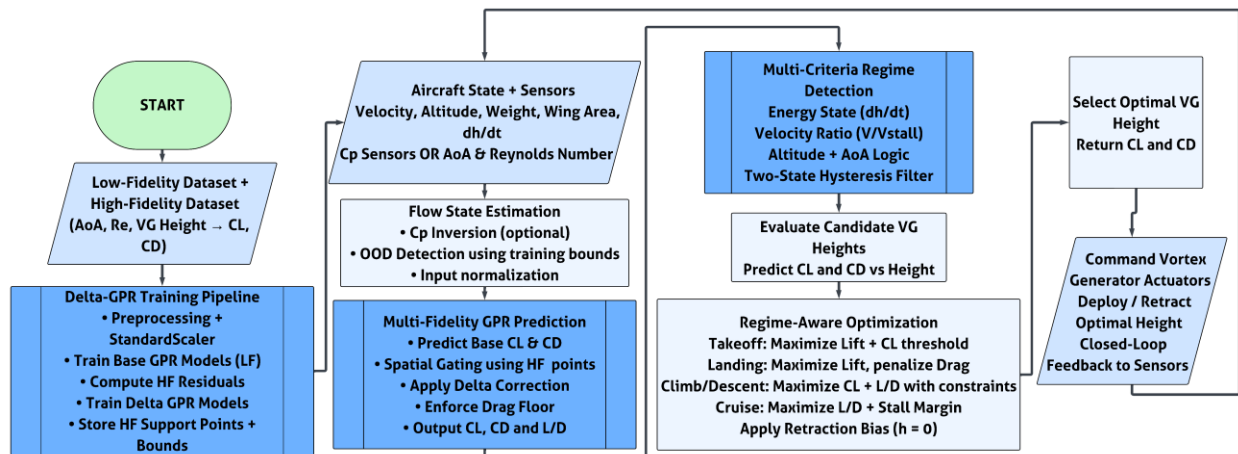 START
Low-Fidelity Dataset +
High-Fidelity Dataset
(AoA, Re, VG Height → CL,
CD)
Delta-GPR Training Pipeline
• Preprocessing +
StandardScaler
• Train Base GPR Models (LF)
• Compute HF Residuals
• Train Delta GPR Models
• Store HF Support Points +
Bounds
Aircraft State + Sensors
Velocity, Altitude, Weight, Wing Area,
dh/dt
Cp Sensors OR AoA & Reynolds Number
Flow State Estimation
• Cp Inversion (optional)
• OOD Detection using training bounds
• Input normalization
Multi-Fidelity GPR Prediction
• Predict Base CL & CD
• Spatial Gating using HF points
• Apply Delta Correction
• Enforce Drag Floor
• Output CL, CD and L/D
Multi-Criteria Regime
Detection
Energy State (dh/dt)
Velocity Ratio (V/Vstall)
Altitude + AoA Logic
Two-State Hysteresis Filter
Evaluate Candidate VG
Heights
Predict CL and CD vs Height
Regime-Aware Optimization
Takeoff: Maximize Lift + CL threshold
Landing: Maximize Lift, penalize Drag
Climb/Descent: Maximize CL + L/D with constraints
Cruise: Maximize L/D + Stall Margin
Apply Retraction Bias (h = 0)
Select Optimal VG
Height
Return CL and CD
Command Vortex
Generator Actuators
Deploy / Retract
Optimal Height
Closed-Loop
Feedback to Sensors